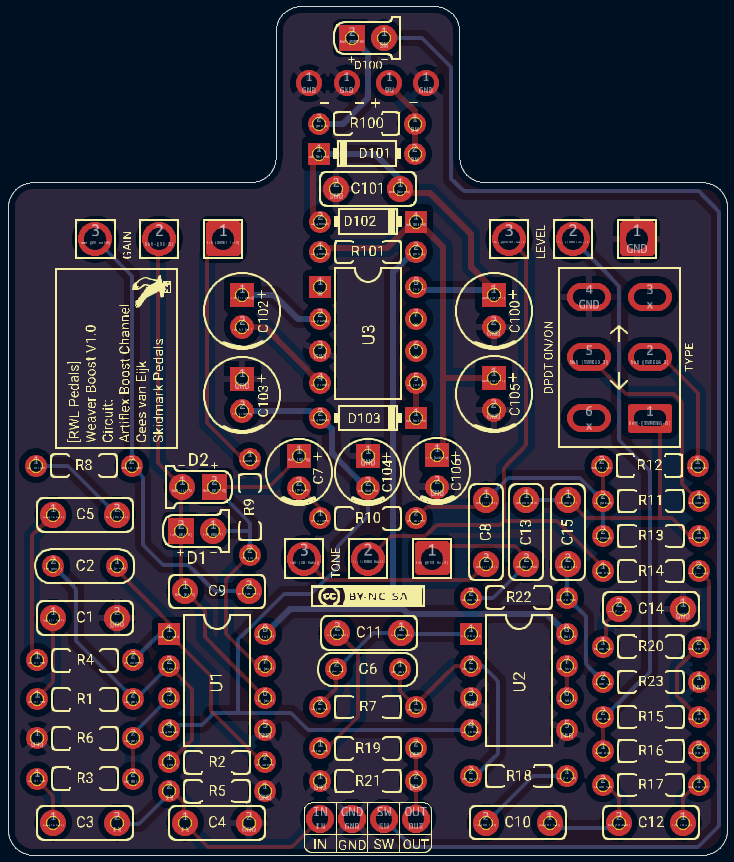 2 1
+ −
D100
1 1 1 1
GND GND SW GND
− − + −
R100
D101
C101
D102
R101
3 2 1
GAIN
3 2 1
LEVEL
GND
[RWL Pedals]
Weaver Boost V1.0
Circuit:
Artiflex Boost Channel
Cees van Eijk
Skidmark Pedals
C102+
C103+
U3
C100+
C105+
D103
DPDT ON/ON
4 3
GND x
5 2
6 1
x
TYPE
R8
D2
+
C7 +
C104+
C106+
R12
C5
R9
R11
R10
C8
C13
C15
R13
+
D1
C2
3 2 1
TONE
R14
C9
BY-NC-SA
R22
C14
C1
C11
R20
R4
U1
C6
U2
R23
R1
R7
R15
R6
R19
R16
R2
R3
R5
R21
R18
R17
C3
C4
IN GND SW OUT
C10
C12
IN GND SW OUT